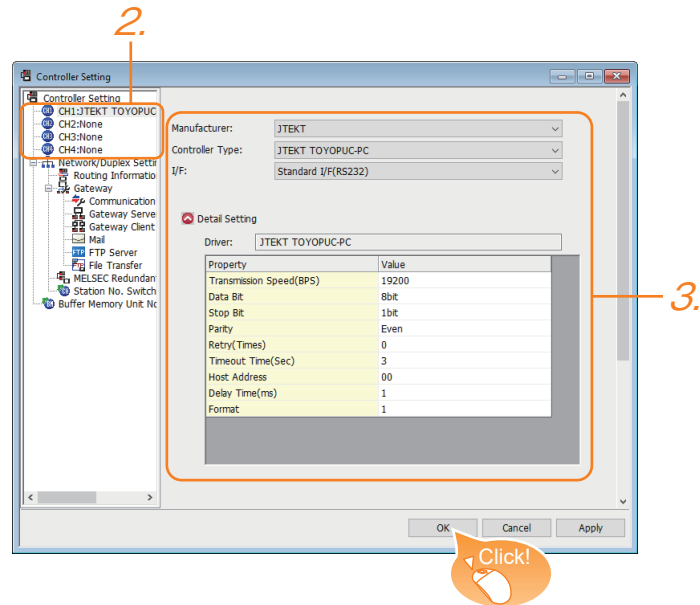 2.
Controller Setting
Controller Setting
CH1:JTEKT TOYOPUC
CH2:None
CH3:None
CH4:None
Network/Duplex Settin
Routing Informatio
Gateway
Communication
Gateway Serve
Gateway Client
Mail
FTP Server
File Transfer
MELSEC Redundan
Station No. Switch
Buffer Memory Unit No
Manufacturer: JTEKT
Controller Type: JTEKT TOYOPUC-PC
I/F: Standard I/F(RS232)
Detail Setting
Driver: JTEKT TOYOPUC-PC
Property Value
Transmission Speed(BPS) 19200
Data Bit 8bit
Stop Bit 1bit
Parity Even
Retry(Times) 0
Timeout Time(Sec) 3
Host Address 00
Delay Time(ms) 1
Format 1
3.
OK Cancel Apply
Click!